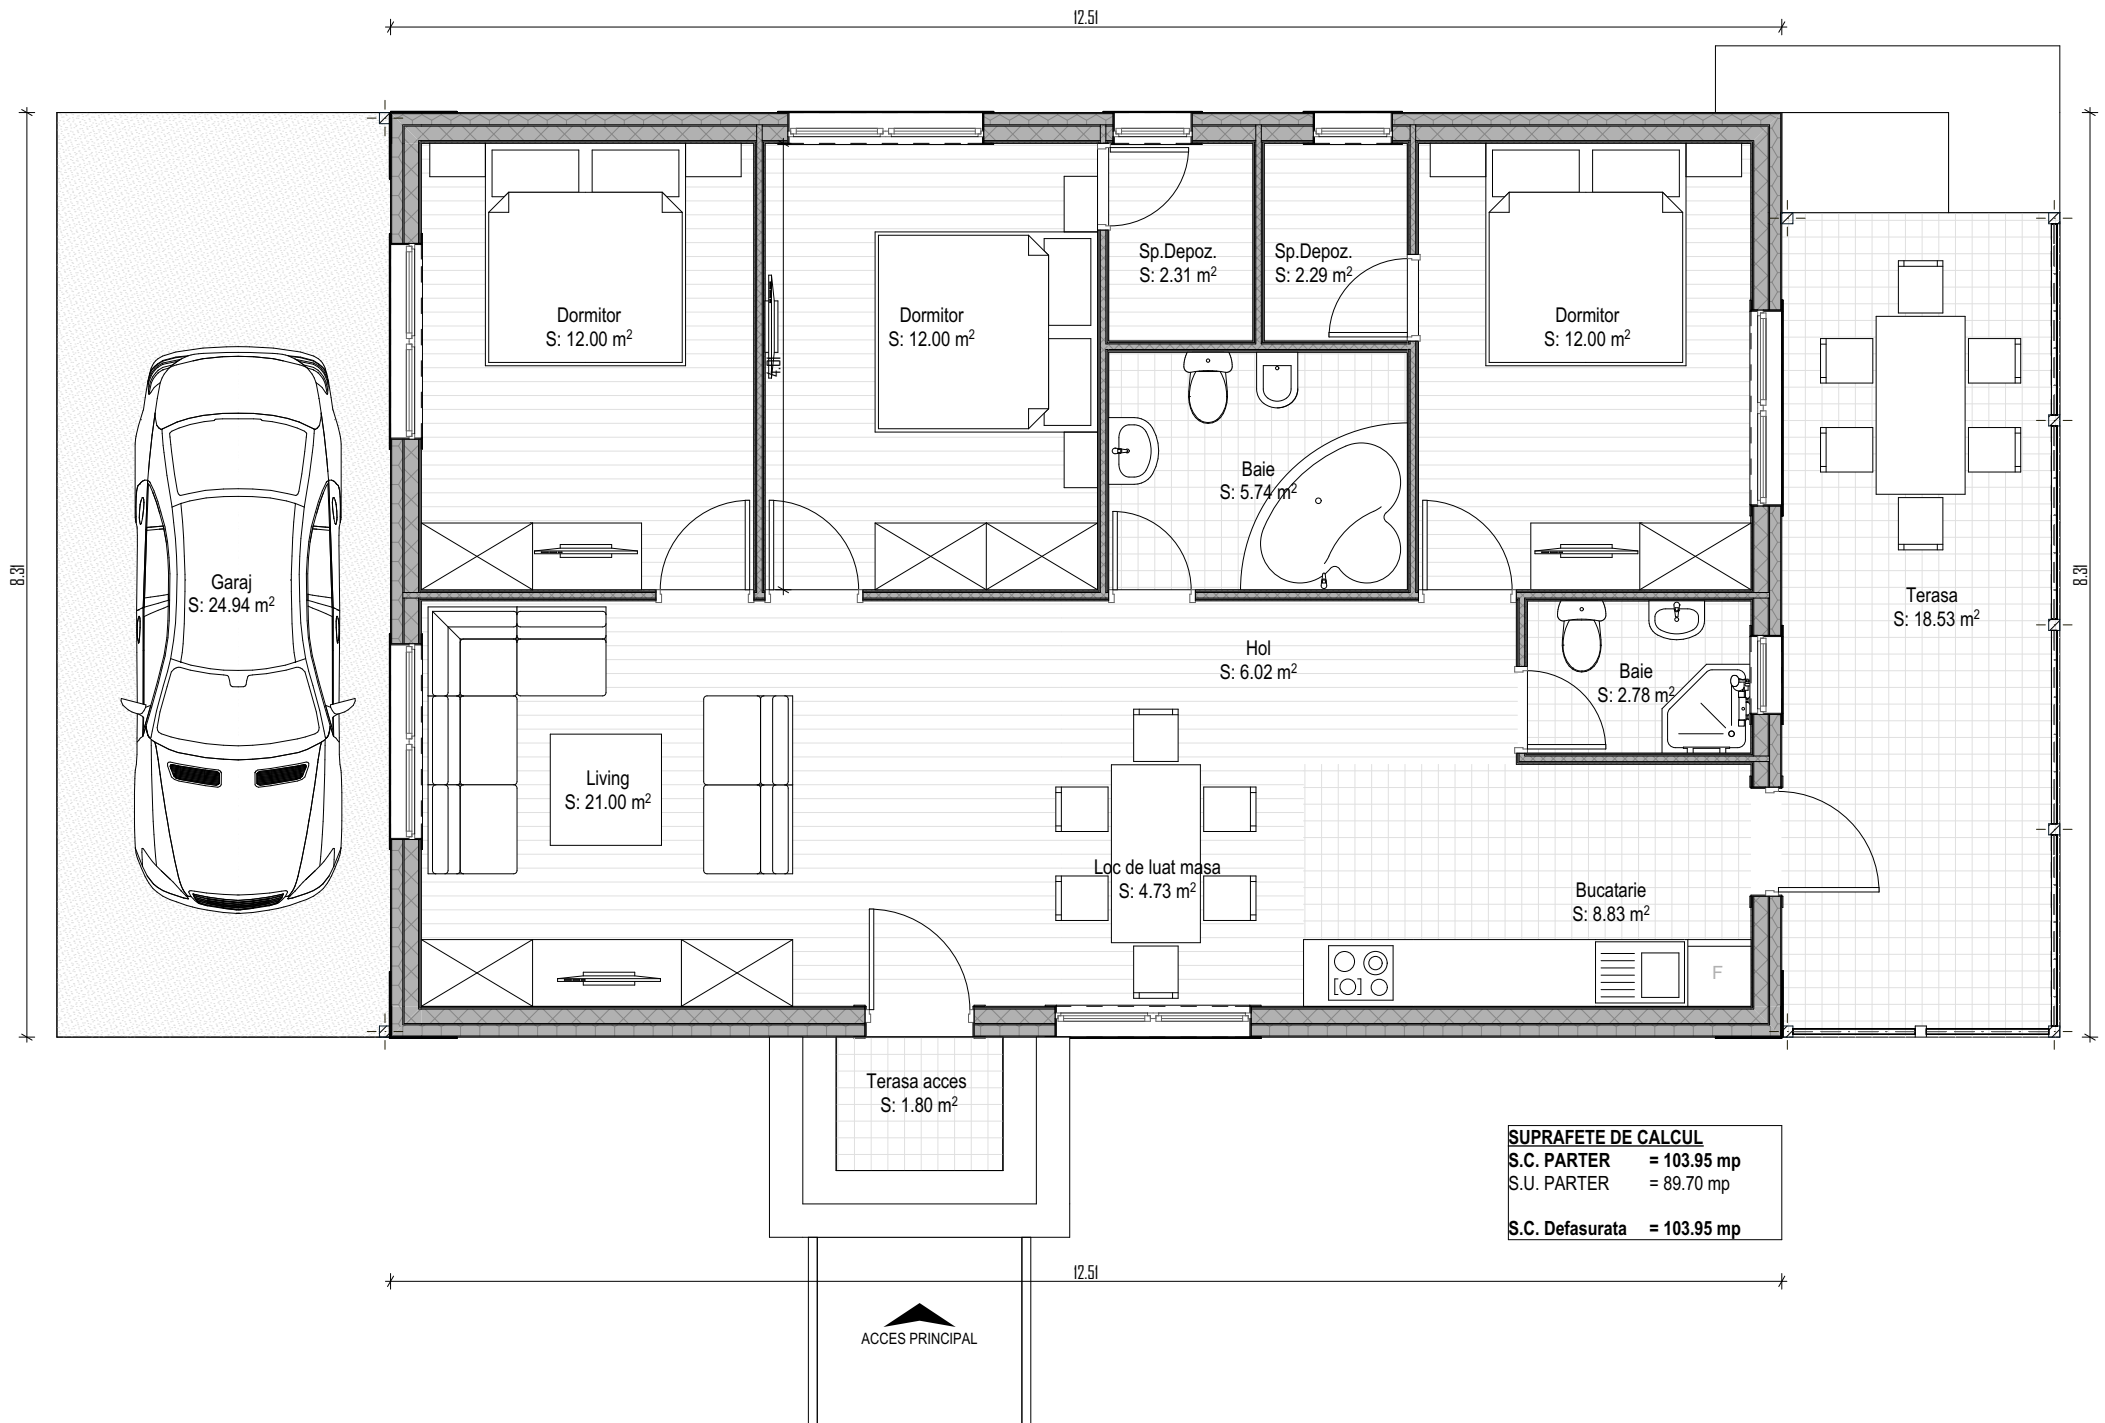 12.51
8.31
8.31
Sp.Depoz.
S: 2.31 m²
Sp.Depoz.
S: 2.29 m²
Dormitor
S: 12.00 m²
Dormitor
S: 12.00 m²
Dormitor
S: 12.00 m²
4.01
Baie
S: 5.74 m²
Garaj
S: 24.94 m²
Terasa
S: 18.53 m²
Hol
S: 6.02 m²
Baie
S: 2.78 m²
Living
S: 21.00 m²
Loc de luat masa
S: 4.73 m²
Bucatarie
S: 8.83 m²
F
Terasa acces
S: 1.80 m²
SUPRAFETE DE CALCUL
S.C. PARTER = 103.95 mp
S.U. PARTER = 89.70 mp
S.C. Defasurata = 103.95 mp
12.51
ACCES PRINCIPAL